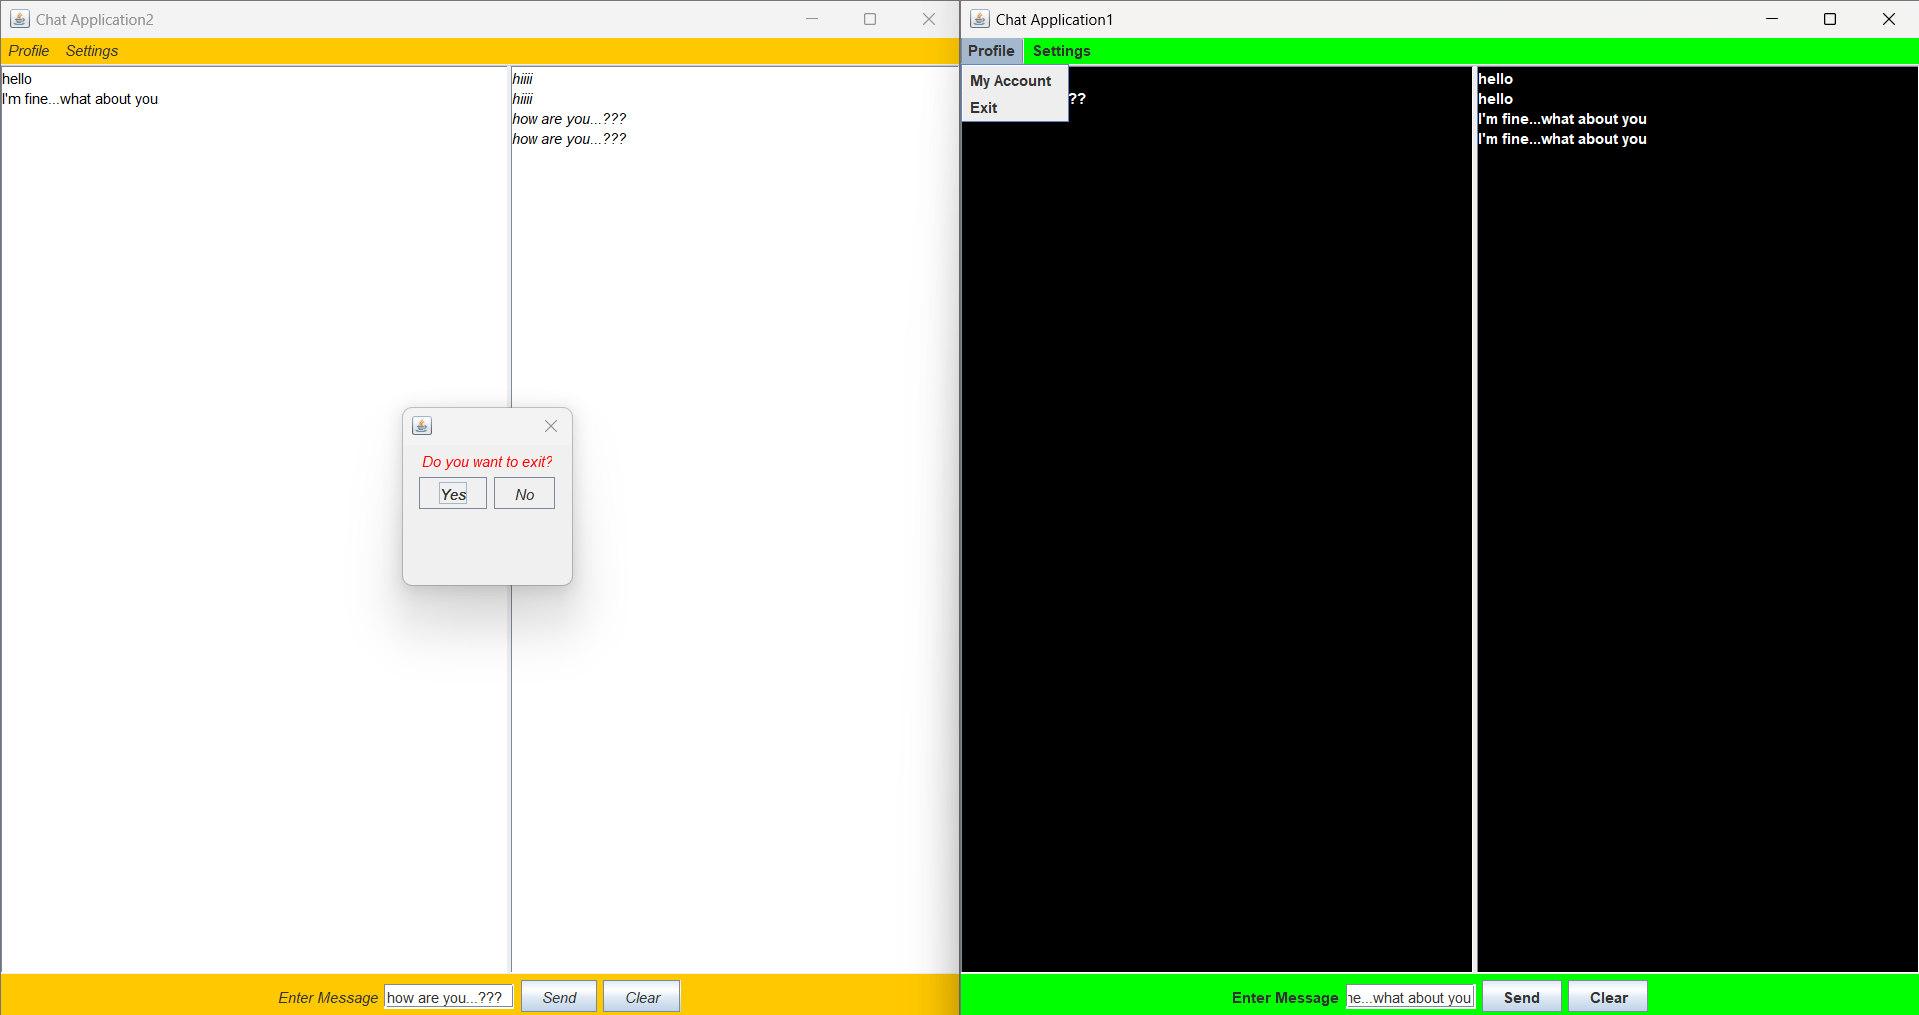 Chat Application2
Profile Settings
hello
I'm fine...what about you
hiiii
hiiii
how are you...???
how are you...???
Do you want to exit?
Yes No
Enter Message how are you...??? Send Clear
Chat Application1
Profile Settings
My Account
Exit
??
hello
hello
I'm fine...what about you
I'm fine...what about you
Enter Message ne...what about you Send Clear